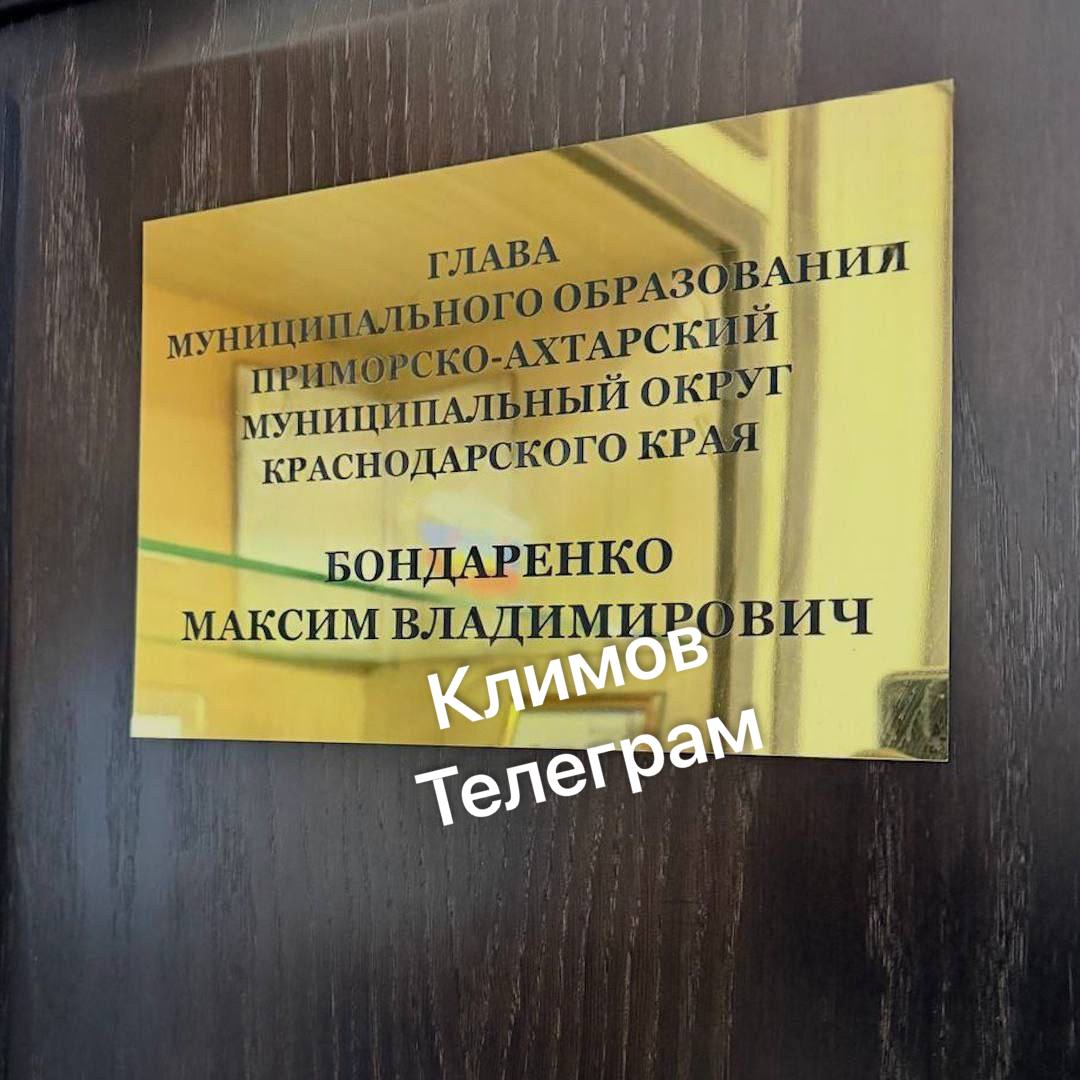 ГЛАВА
МУНИЦИПАЛЬНОГО ОБРАЗОВАНИЯ
ПРИМОРСКО-АХТАРСКИЙ
МУНИЦИПАЛЬНЫЙ ОКРУГ
КРАСНОДАРСКОГО КРАЯ
БОНДАРЕНКО
МАКСИМ ВЛАДИМИРОВИЧ
Климов
Телеграм